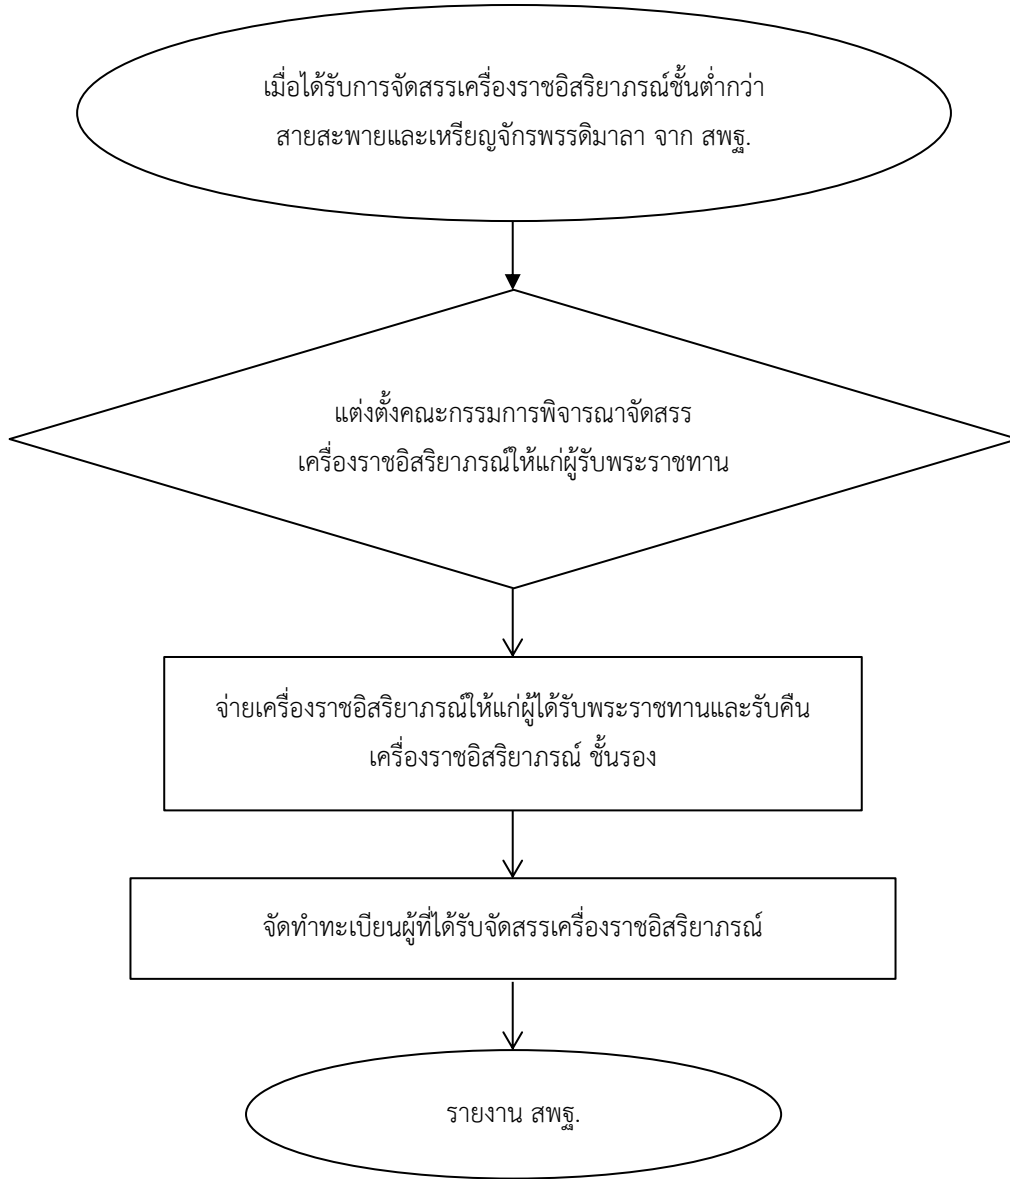 เมื่อได้รับการจัดสรรเครื่องราชอิสริยาภรณ์ชั้นต่ำกว่า
สายสะพายและเหรียญจักรพรรดิมาลา จาก สพฐ.
แต่งตั้งคณะกรรมการพิจารณาจัดสรร
เครื่องราชอิสริยาภรณ์ให้แก่ผู้รับพระราชทาน
จ่ายเครื่องราชอิสริยาภรณ์ให้แก่ผู้ได้รับพระราชทานและรับคืน
เครื่องราชอิสริยาภรณ์ ชั้นรอง
จัดทำทะเบียนผู้ที่ได้รับจัดสรรเครื่องราชอิสริยาภรณ์
รายงาน สพฐ.